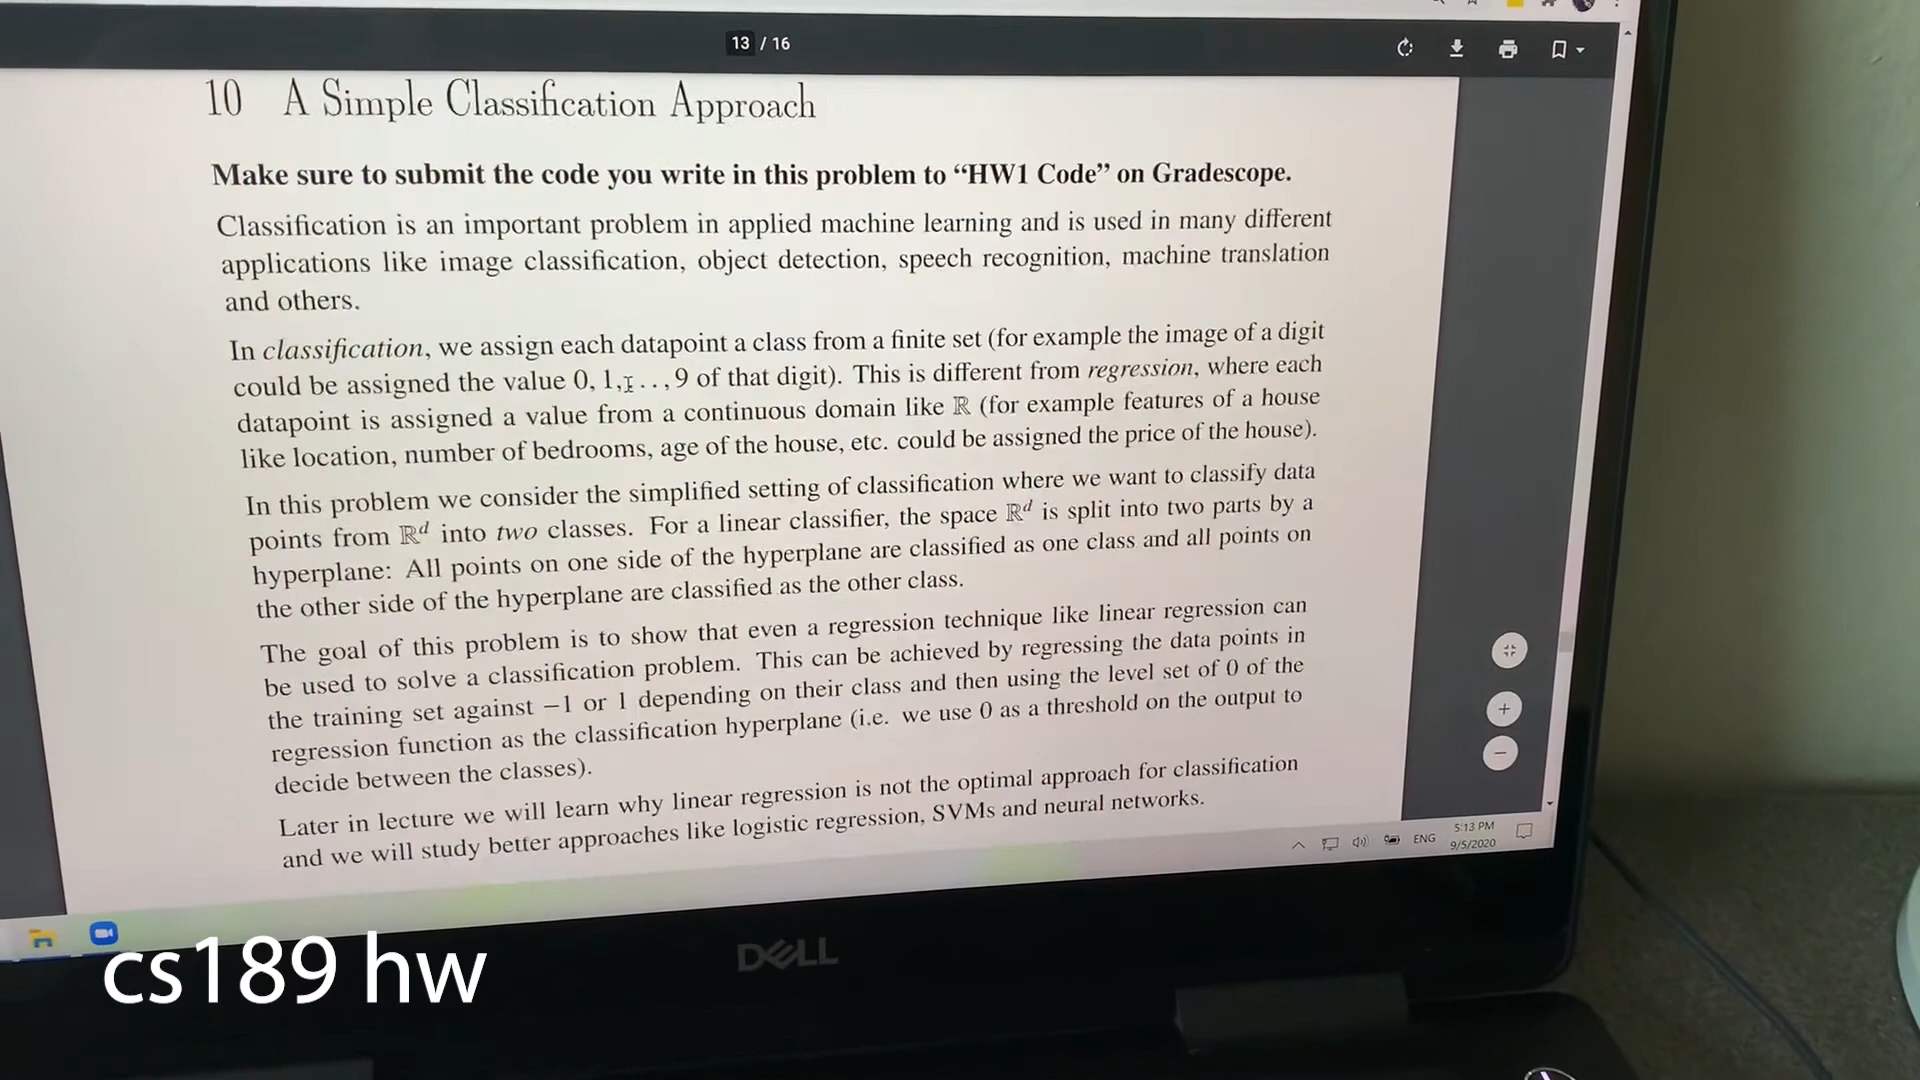 13 / 16
10 A Simple Classification Approach
Make sure to submit the code you write in this problem to “HW1 Code” on Gradescope.
Classification is an important problem in applied machine learning and is used in many different
applications like image classification, object detection, speech recognition, machine translation
and others.
In classification, we assign each datapoint a class from a finite set (for example the image of a digit
could be assigned the value 0, 1, . . . , 9 of that digit). This is different from regression, where each
datapoint is assigned a value from a continuous domain like ℝ (for example features of a house
like location, number of bedrooms, age of the house, etc. could be assigned the price of the house).
In this problem we consider the simplified setting of classification where we want to classify data
points from ℝᵈ into two classes. For a linear classifier, the space ℝᵈ is split into two parts by a
hyperplane: All points on one side of the hyperplane are classified as one class and all points on
the other side of the hyperplane are classified as the other class.
The goal of this problem is to show that even a regression technique like linear regression can
be used to solve a classification problem. This can be achieved by regressing the data points in
the training set against −1 or 1 depending on their class and then using the level set of 0 of the
regression function as the classification hyperplane (i.e. we use 0 as a threshold on the output to
decide between the classes).
Later in lecture we will learn why linear regression is not the optimal approach for classification
and we will study better approaches like logistic regression, SVMs and neural networks.
ENG
5:13 PM
9/5/2020
DELL
cs189 hw